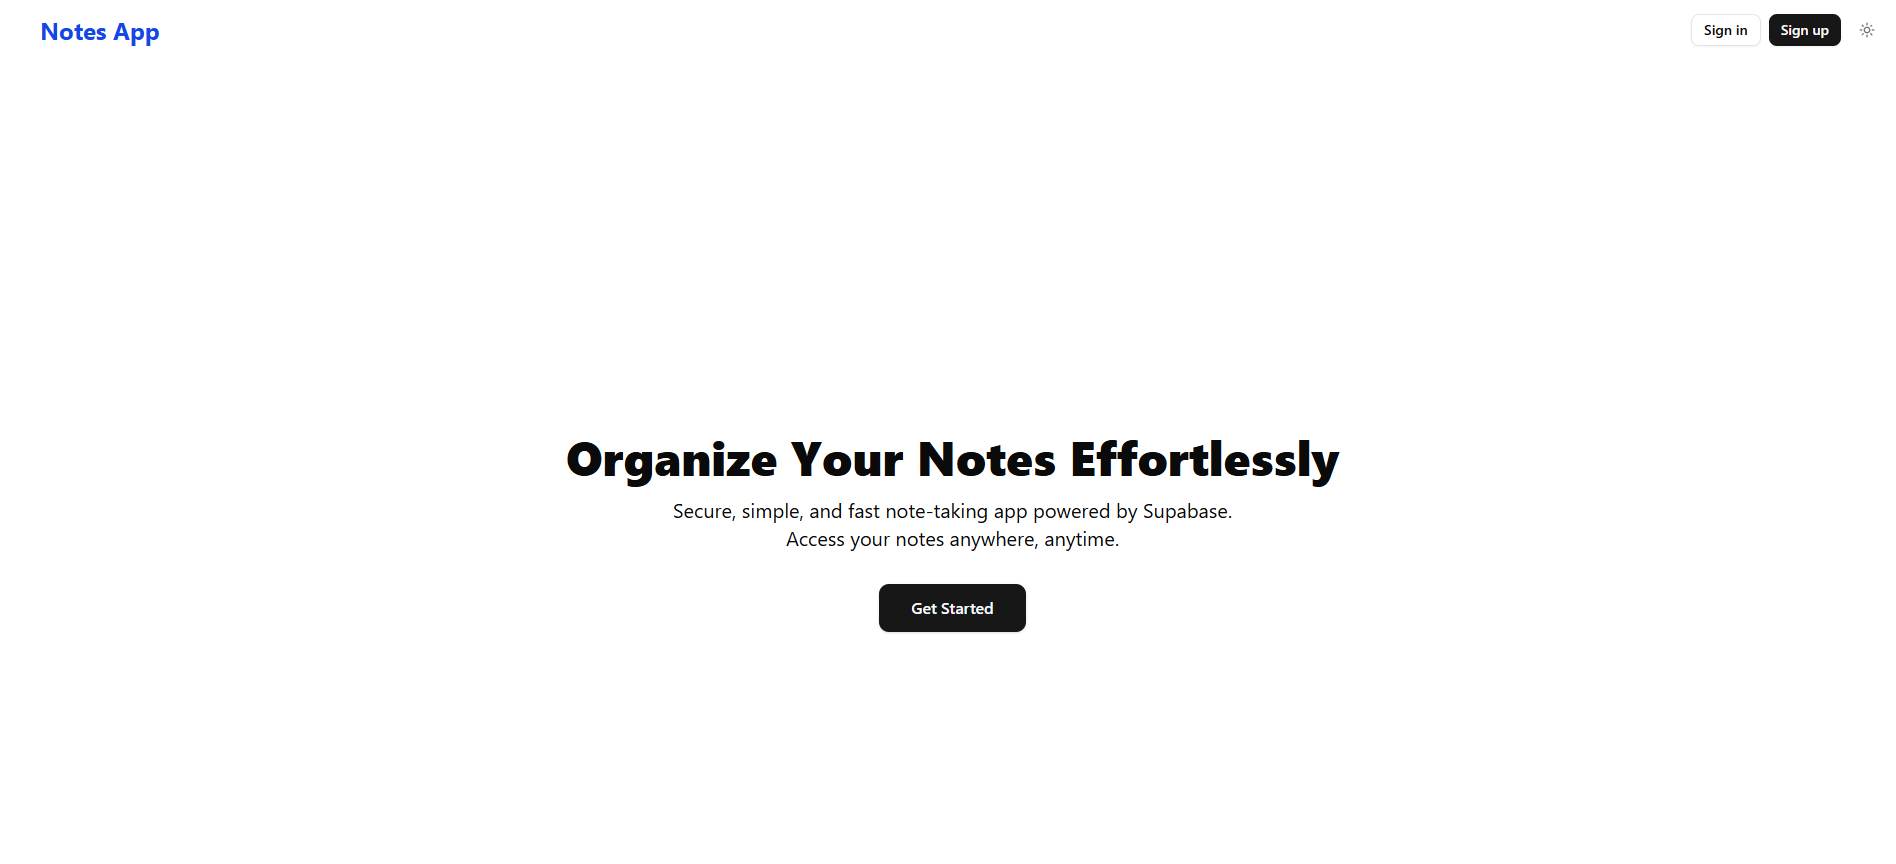 Notes App
Sign in
Sign up
Organize Your Notes Effortlessly
Secure, simple, and fast note-taking app powered by Supabase.
Access your notes anywhere, anytime.
Get Started